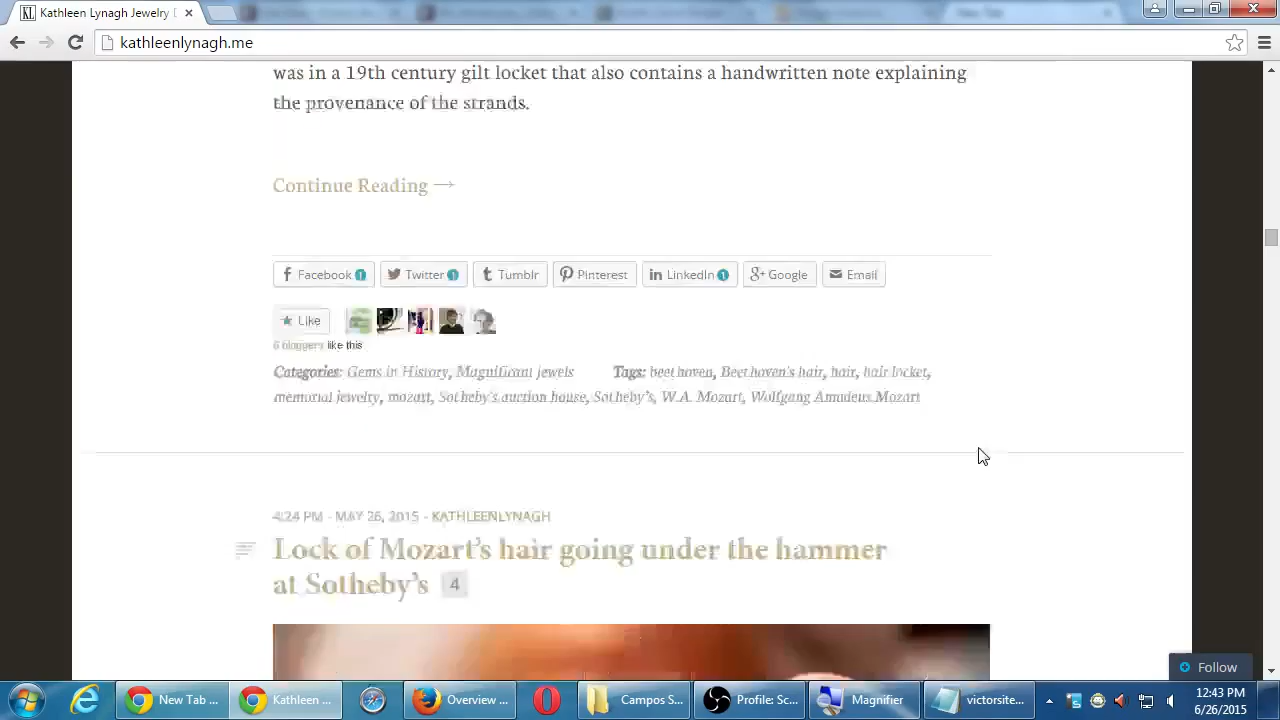 KL Kathleen Lynagh Jewelry D
New Tab
kathleenlynagh.me
was in a 19th century gilt locket that also contains a handwritten note explaining
the provenance of the strands.
Continue Reading →
Facebook 1 Twitter 1 Tumblr Pinterest LinkedIn 1 Google Email
Like
6 bloggers like this
Categories: Gems in History, Magnificent jewels Tags: beethoven, Beethoven's hair, hair, hair locket,
memorial jewelry, mozart, Sotheby's auction house, Sotheby's, W.A. Mozart, Wolfgang Amadeus Mozart
4:24 PM - MAY 26, 2015 - KATHLEENLYNAGH
Lock of Mozart's hair going under the hammer
at Sotheby's 4
Follow
New Tab ... Kathleen ... Overview ... Campos S... Profile: Sc... Magnifier victorsite...
12:43 PM
6/26/2015